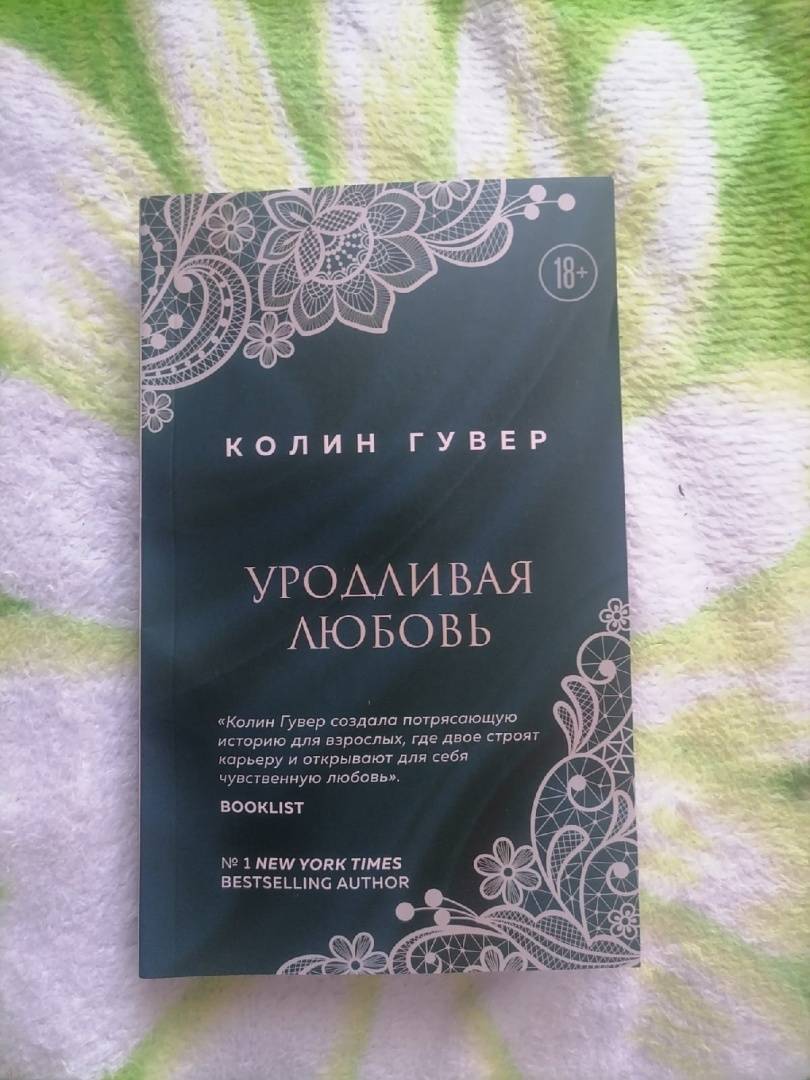 18+
КОЛИН ГУВЕР
УРОДЛИВАЯ
ЛЮБОВЬ
«Колин Гувер создала потрясающую
историю для взрослых, где двое строят
карьеру и открывают для себя
чувственную любовь».
BOOKLIST
№ 1 NEW YORK TIMES
BESTSELLING AUTHOR